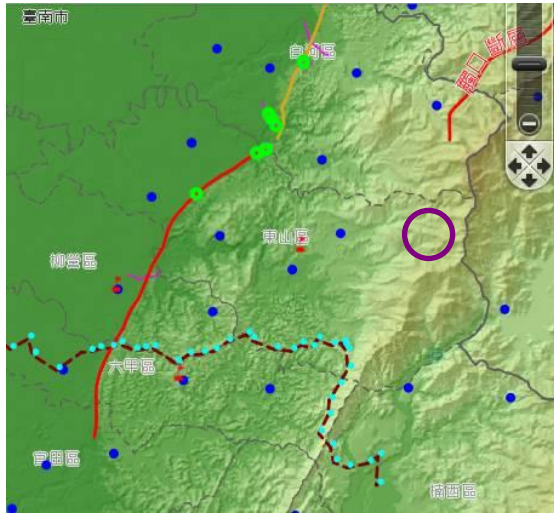 臺南市
白河區
觸口斷層
東山區
柳營區
六甲區
官田區
楠西區